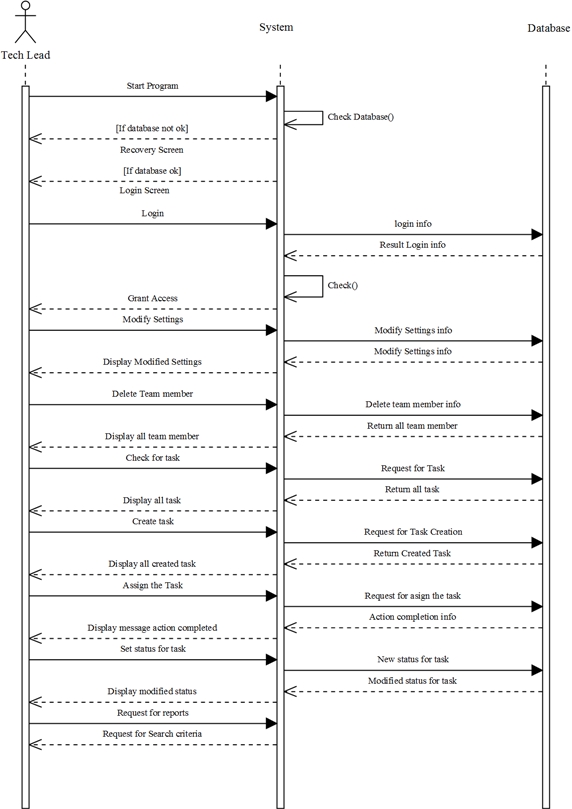 System
Database
Tech Lead
Start Program
Check Database()
[If database not ok]
Recovery Screen
[If database ok]
Login Screen
Login
login info
Result Login info
Check()
Grant Access
Modify Settings
Modify Settings info
Modify Settings info
Display Modified Settings
Delete Team member
Delete team member info
Return all team member
Display all team member
Check for task
Request for Task
Return all task
Display all task
Create task
Request for Task Creation
Return Created Task
Display all created task
Assign the Task
Request for asign the task
Action completion info
Display message action completed
Set status for task
New status for task
Modified status for task
Display modified status
Request for reports
Request for Search criteria